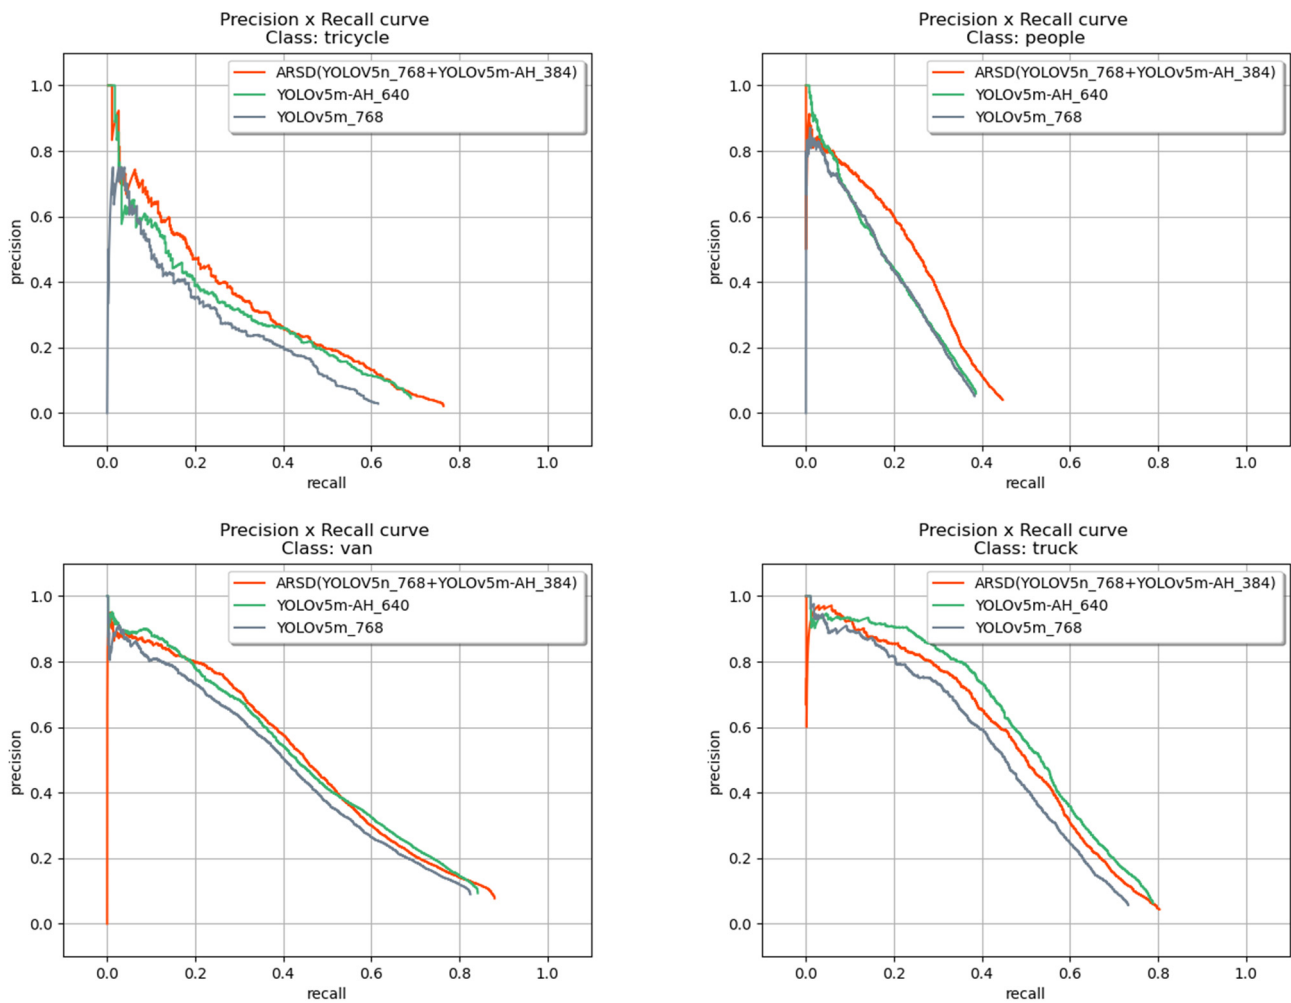 Precision x Recall curve
Class: tricycle
ARSD(YOLOV5n_768+YOLOv5m-AH_384)
YOLOv5m-AH_640
YOLOv5m_768
1.0
0.8
0.6
0.4
0.2
0.0
precision
0.0 0.2 0.4 0.6 0.8 1.0
recall
Precision x Recall curve
Class: people
ARSD(YOLOV5n_768+YOLOv5m-AH_384)
YOLOv5m-AH_640
YOLOv5m_768
1.0
0.8
0.6
0.4
0.2
0.0
precision
0.0 0.2 0.4 0.6 0.8 1.0
recall
Precision x Recall curve
Class: van
ARSD(YOLOV5n_768+YOLOv5m-AH_384)
YOLOv5m-AH_640
YOLOv5m_768
1.0
0.8
0.6
0.4
0.2
0.0
precision
0.0 0.2 0.4 0.6 0.8 1.0
recall
Precision x Recall curve
Class: truck
ARSD(YOLOV5n_768+YOLOv5m-AH_384)
YOLOv5m-AH_640
YOLOv5m_768
1.0
0.8
0.6
0.4
0.2
0.0
precision
0.0 0.2 0.4 0.6 0.8 1.0
recall